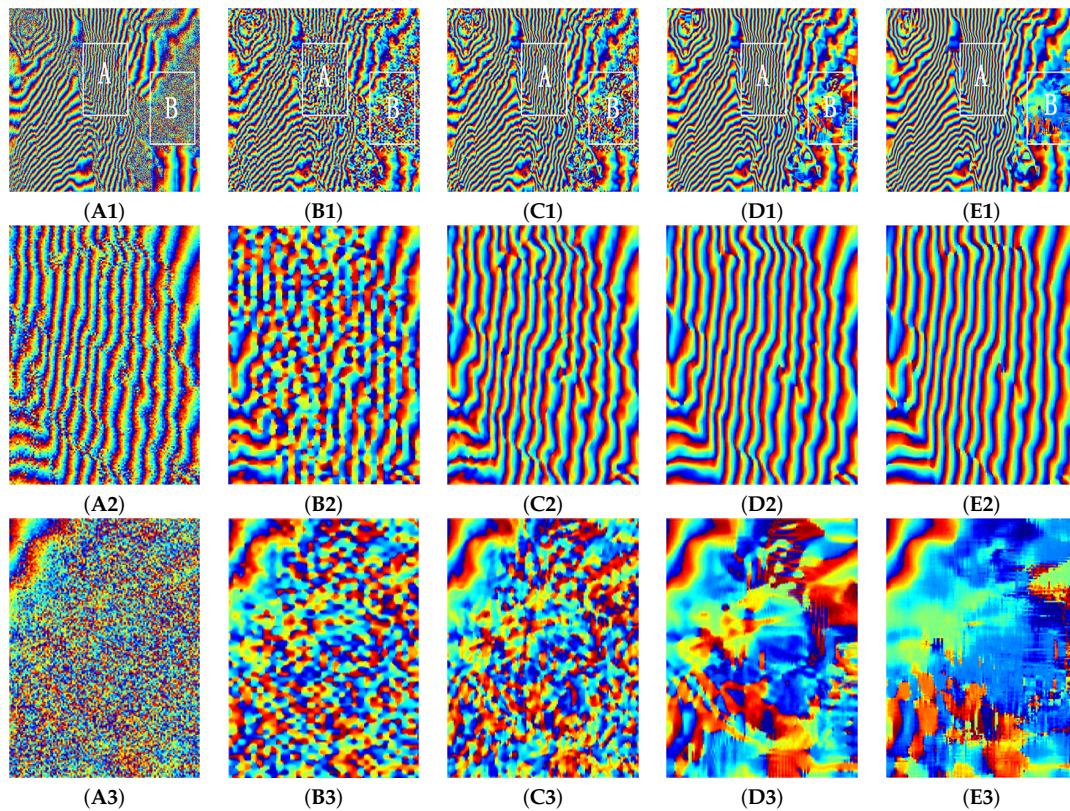 A B A B A B A B A B
(A1) (B1) (C1) (D1) (E1)
(A2) (B2) (C2) (D2) (E2)
(A3) (B3) (C3) (D3) (E3)